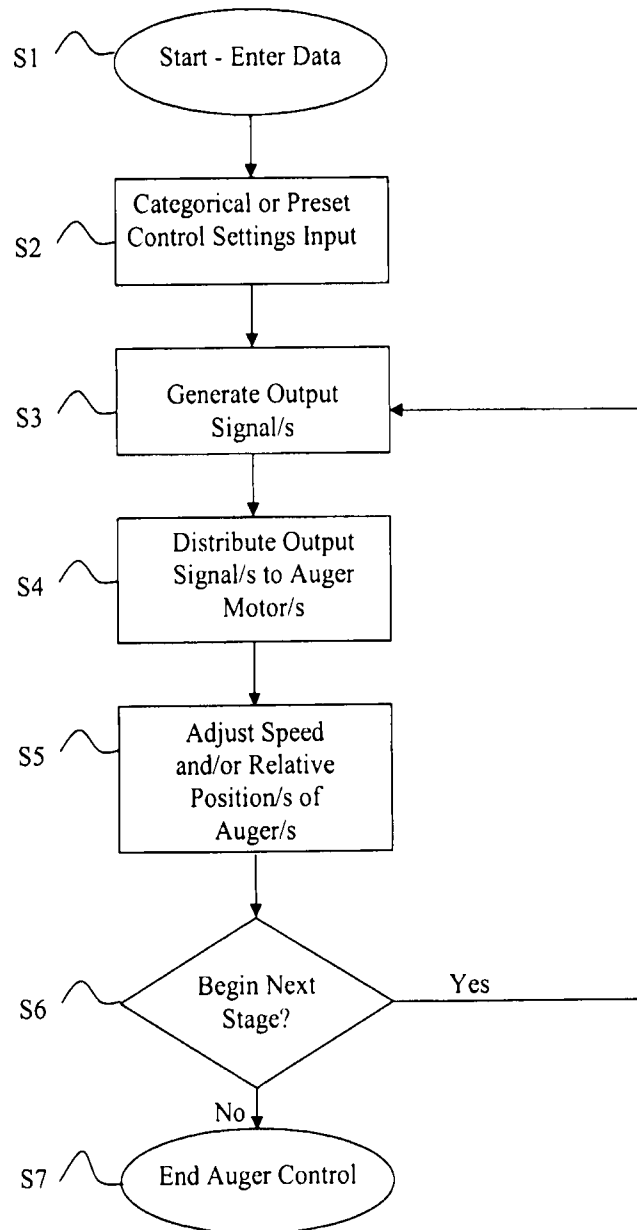 S1
Start - Enter Data
S2
Categorical or Preset
Control Settings Input
S3
Generate Output
Signal/s
S4
Distribute Output
Signal/s to Auger
Motor/s
S5
Adjust Speed
and/or Relative
Position/s of
Auger/s
S6
Begin Next
Stage?
Yes
No
S7
End Auger Control